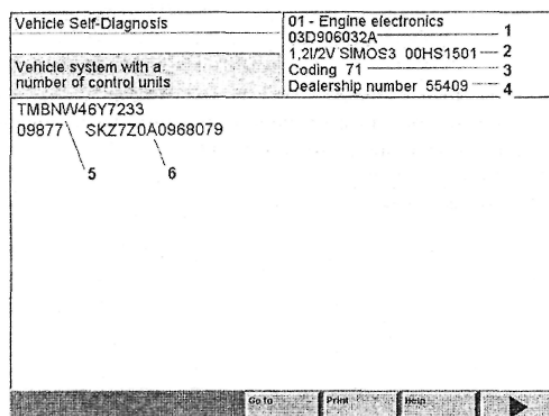 Vehicle Self-Diagnosis
Vehicle system with a
number of control units
01 - Engine electronics
03D906032A 1
1,2l/2V SIMOS3 00HS1501 2
Coding 71 3
Dealership number 55409 4
TMBNW46Y7233
09877 SKZ7Z0A0968079
5 6
Go to Print Help